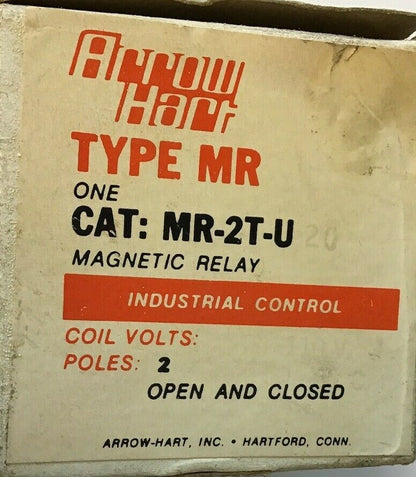 Arrow
Hart
TYPE MR
ONE
CAT: MR-2T-U 20
MAGNETIC RELAY
INDUSTRIAL CONTROL
COIL VOLTS:
POLES: 2
OPEN AND CLOSED
ARROW-HART, INC. • HARTFORD, CONN.